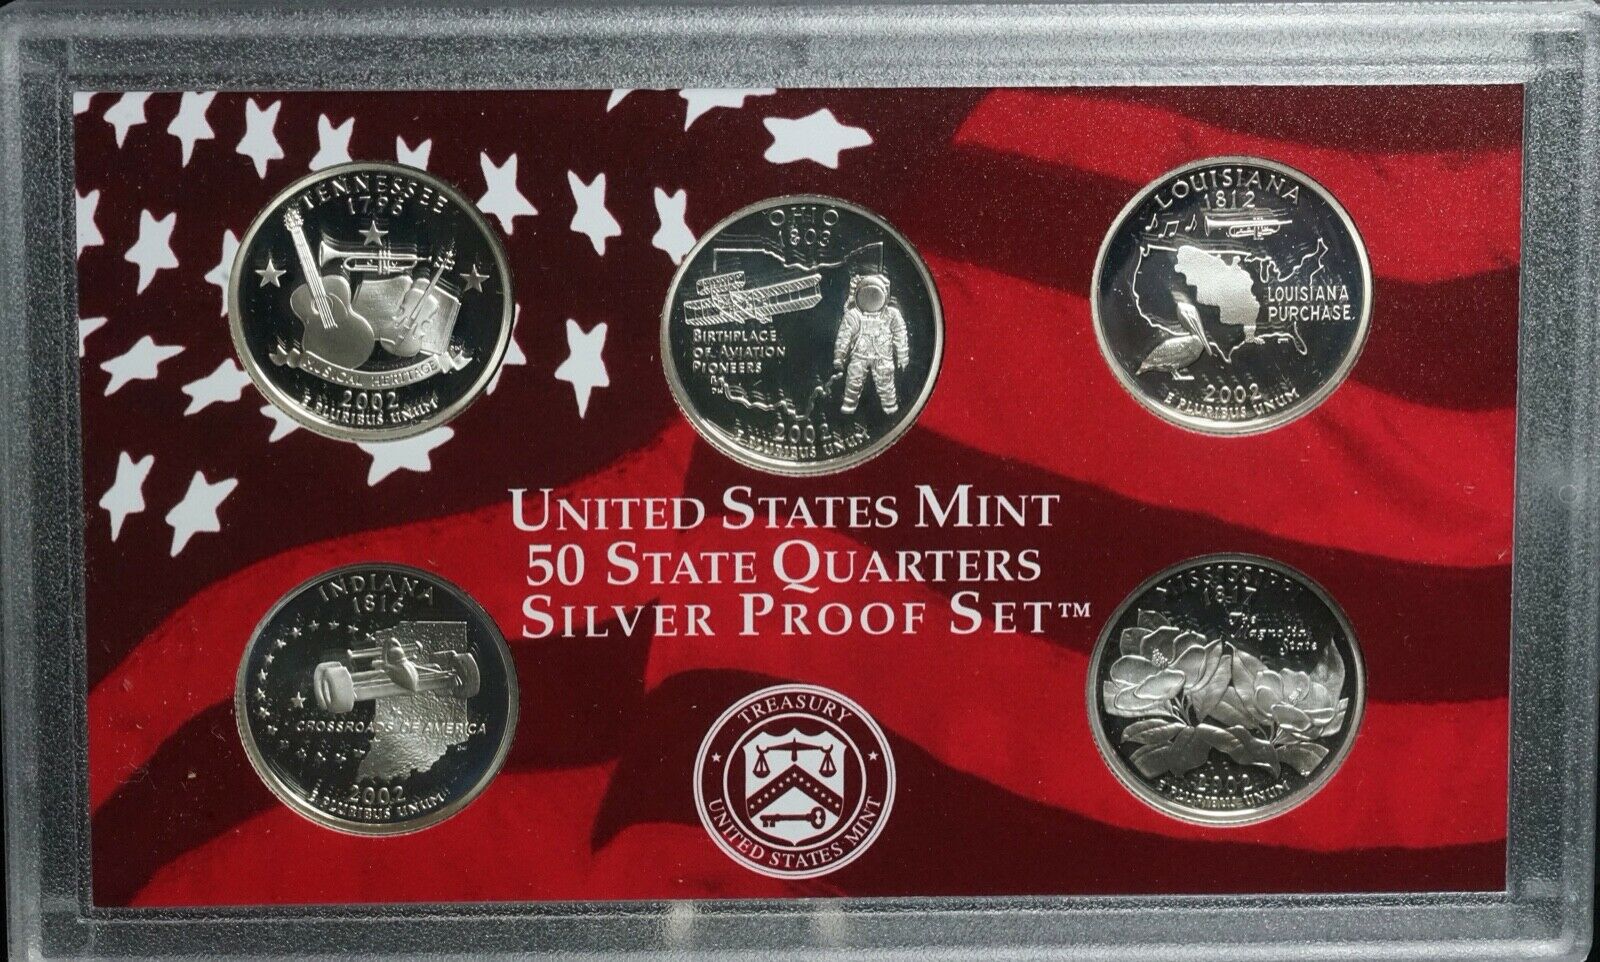 TENNESSEE
1796
MUSICAL HERITAGE
2002
E PLURIBUS UNUM
OHIO
1803
BIRTHPLACE
OF AVIATION
PIONEERS
2002
E PLURIBUS UNUM
LOUISIANA
1812
LOUISIANA
PURCHASE
2002
E PLURIBUS UNUM
UNITED STATES MINT
50 STATE QUARTERS
SILVER PROOF SET™
INDIANA
1816
CROSSROADS OF AMERICA
2002
E PLURIBUS UNUM
TREASURY
UNITED STATES MINT
MISSISSIPPI
1817
The
Magnolia
State
2002
E PLURIBUS UNUM